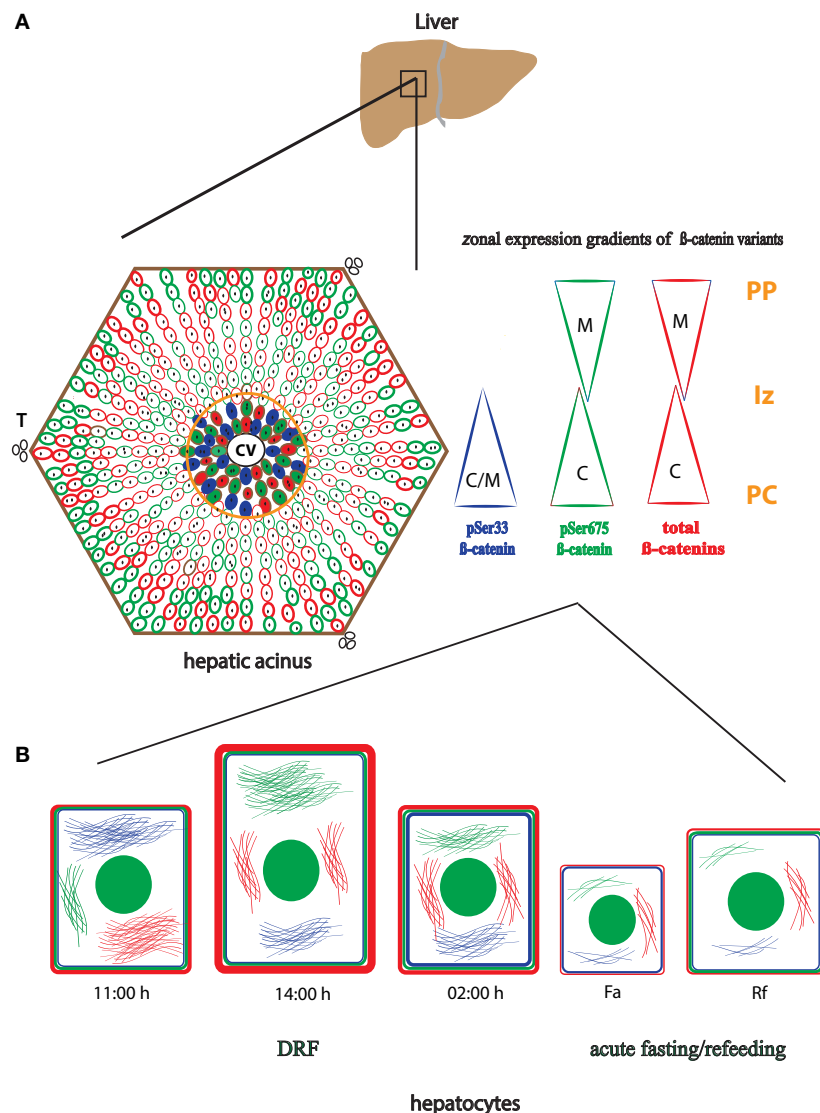 A
Liver
zonal expression gradients of ß-catenin variants
PP
M
M
Iz
T
CV
C/M
C
C
PC
pSer33
ß-catenin
pSer675
ß-catenin
total
ß-catenins
hepatic acinus
B
11:00 h
14:00 h
02:00 h
Fa
Rf
DRF
acute fasting/refeeding
hepatocytes